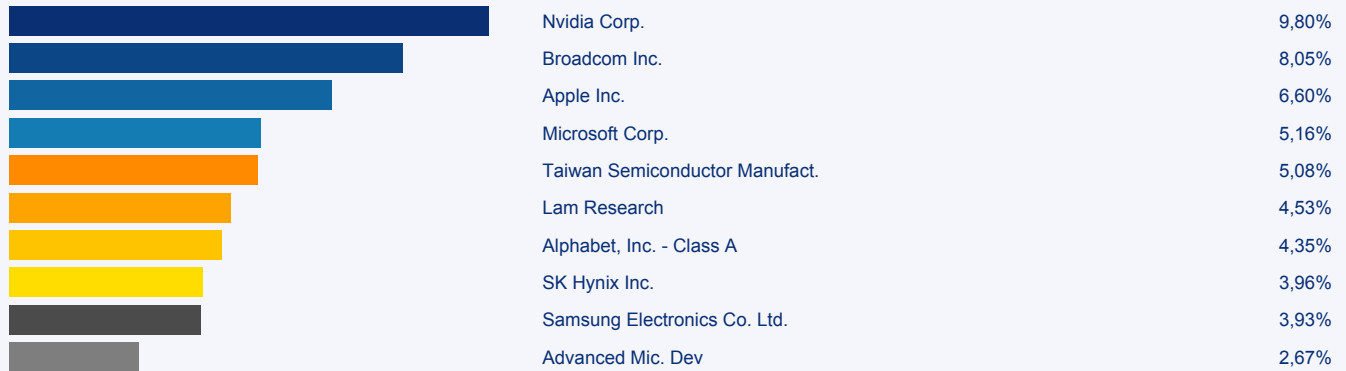 Nvidia Corp. 9,80%
Broadcom Inc. 8,05%
Apple Inc. 6,60%
Microsoft Corp. 5,16%
Taiwan Semiconductor Manufact. 5,08%
Lam Research 4,53%
Alphabet, Inc. - Class A 4,35%
SK Hynix Inc. 3,96%
Samsung Electronics Co. Ltd. 3,93%
Advanced Mic. Dev 2,67%